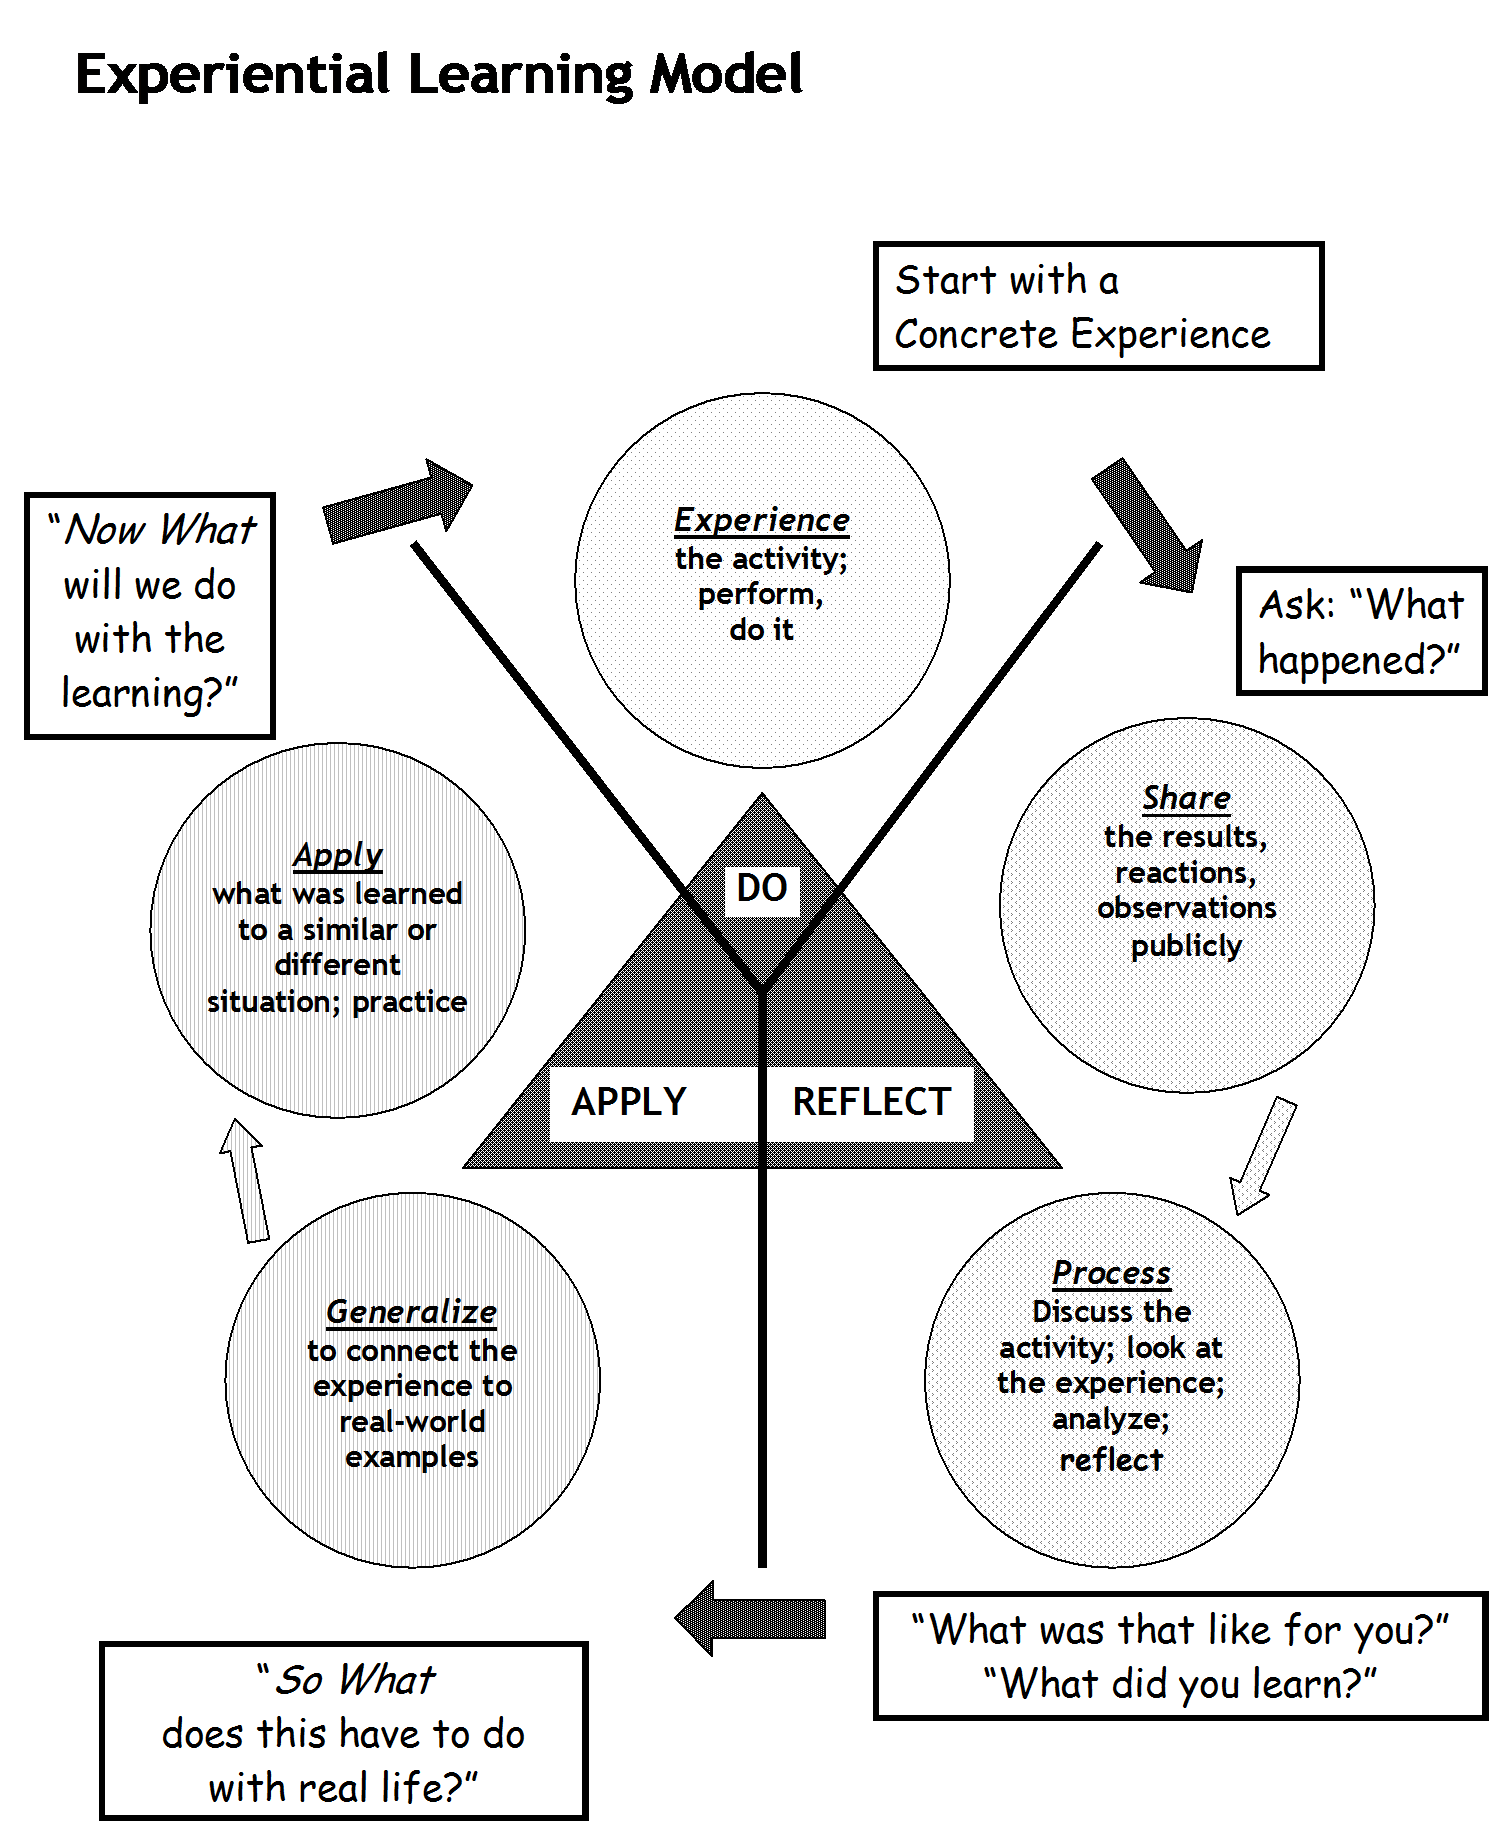 Experiential Learning Model
Start with a
Concrete Experience
Experience
the activity;
perform,
do it
Ask: “What
happened?”
Share
the results,
reactions,
observations
publicly
Process
Discuss the
activity; look at
the experience;
analyze;
reflect
“What was that like for you?”
“What did you learn?”
“So What
does this have to do
with real life?”
Generalize
to connect the
experience to
real-world
examples
Apply
what was learned
to a similar or
different
situation; practice
“Now What
will we do
with the
learning?”
DO
APPLY
REFLECT